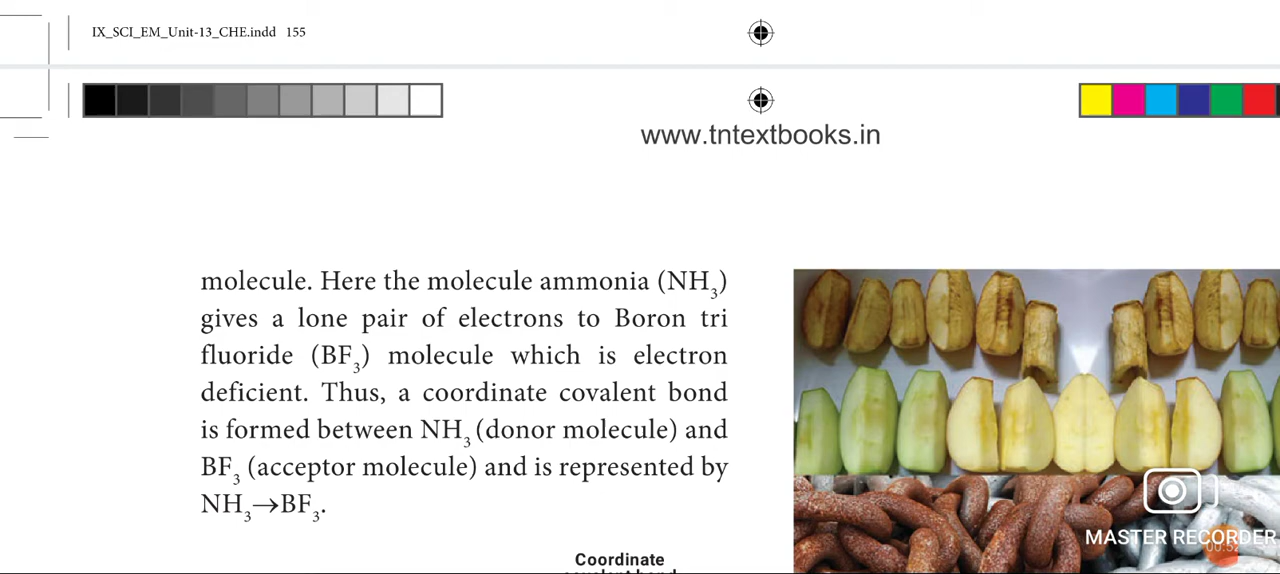 IX_SCI_EM_Unit-13_CHE.indd 155
www.tntextbooks.in
molecule. Here the molecule ammonia (NH₃)
gives a lone pair of electrons to Boron tri
fluoride (BF₃) molecule which is electron
deficient. Thus, a coordinate covalent bond
is formed between NH₃ (donor molecule) and
BF₃ (acceptor molecule) and is represented by
NH₃→BF₃.
Coordinate
covalent bond
MASTER RECORDER